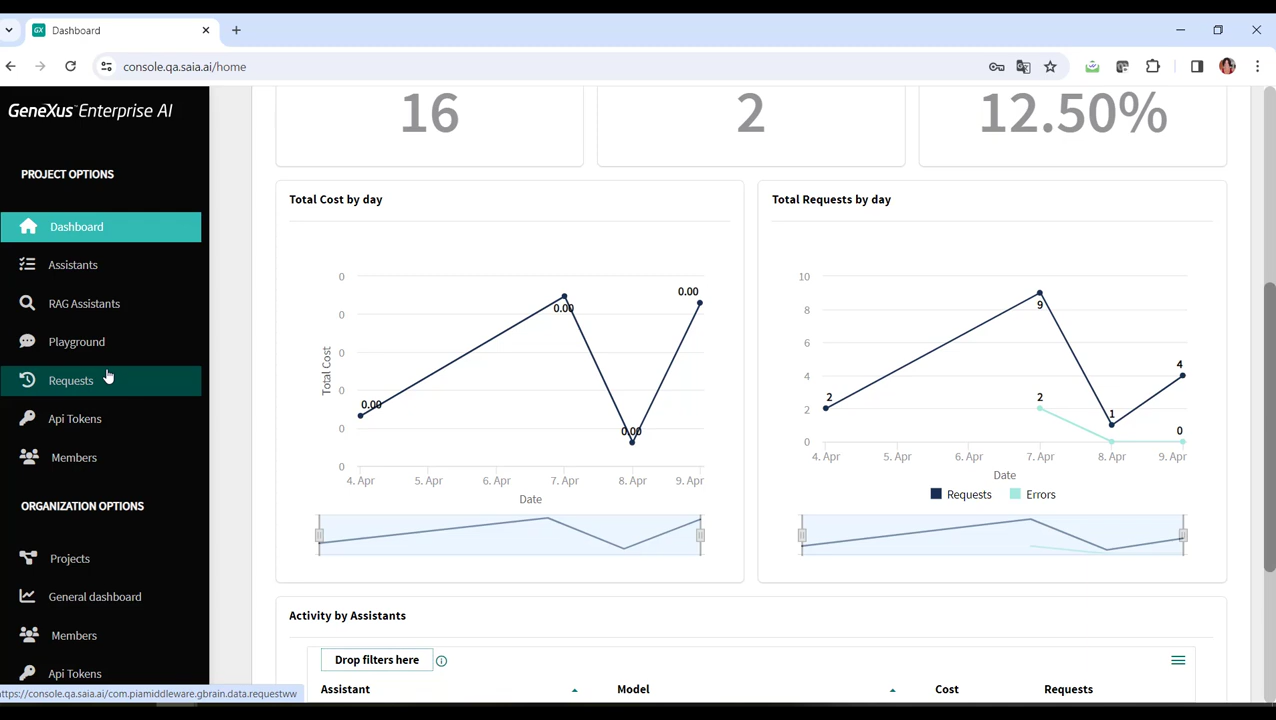 Dashboard
console.qa.saia.ai/home
GeneXus™ Enterprise AI
PROJECT OPTIONS
Dashboard
Assistants
RAG Assistants
Playground
Requests
Api Tokens
Members
ORGANIZATION OPTIONS
Projects
General dashboard
Members
Api Tokens
16
2
12.50%
Total Cost by day
0
0
0
0
0
0
Total Cost
0.00
0.00
0.00
0.00
4. Apr 5. Apr 6. Apr 7. Apr 8. Apr 9. Apr
Date
Total Requests by day
10
8
6
4
2
0
2
9
1
4
2
0
4. Apr 5. Apr 6. Apr 7. Apr 8. Apr 9. Apr
Date
Requests Errors
Activity by Assistants
Drop filters here
Assistant Model Cost Requests
https://console.qa.saia.ai/com.piamiddleware.gbrain.data.requestww